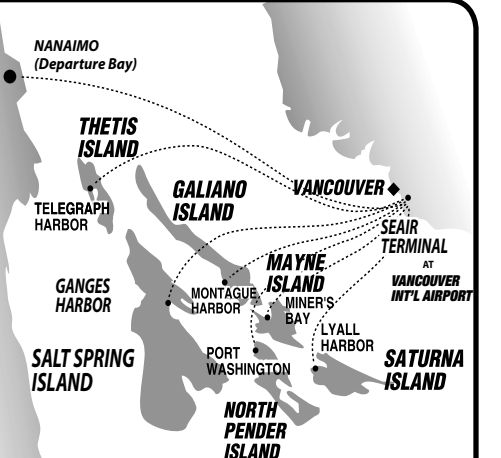 NANAIMO
(Departure Bay)
THETIS
ISLAND
TELEGRAPH
HARBOR
GALIANO
ISLAND
VANCOUVER
SEAIR
TERMINAL
AT
VANCOUVER
INT'L AIRPORT
GANGES
HARBOR
MONTAGUE
HARBOR
MAYNE
ISLAND
MINER'S
BAY
LYALL
HARBOR
SALT SPRING
ISLAND
PORT
WASHINGTON
SATURNA
ISLAND
NORTH
PENDER
ISLAND